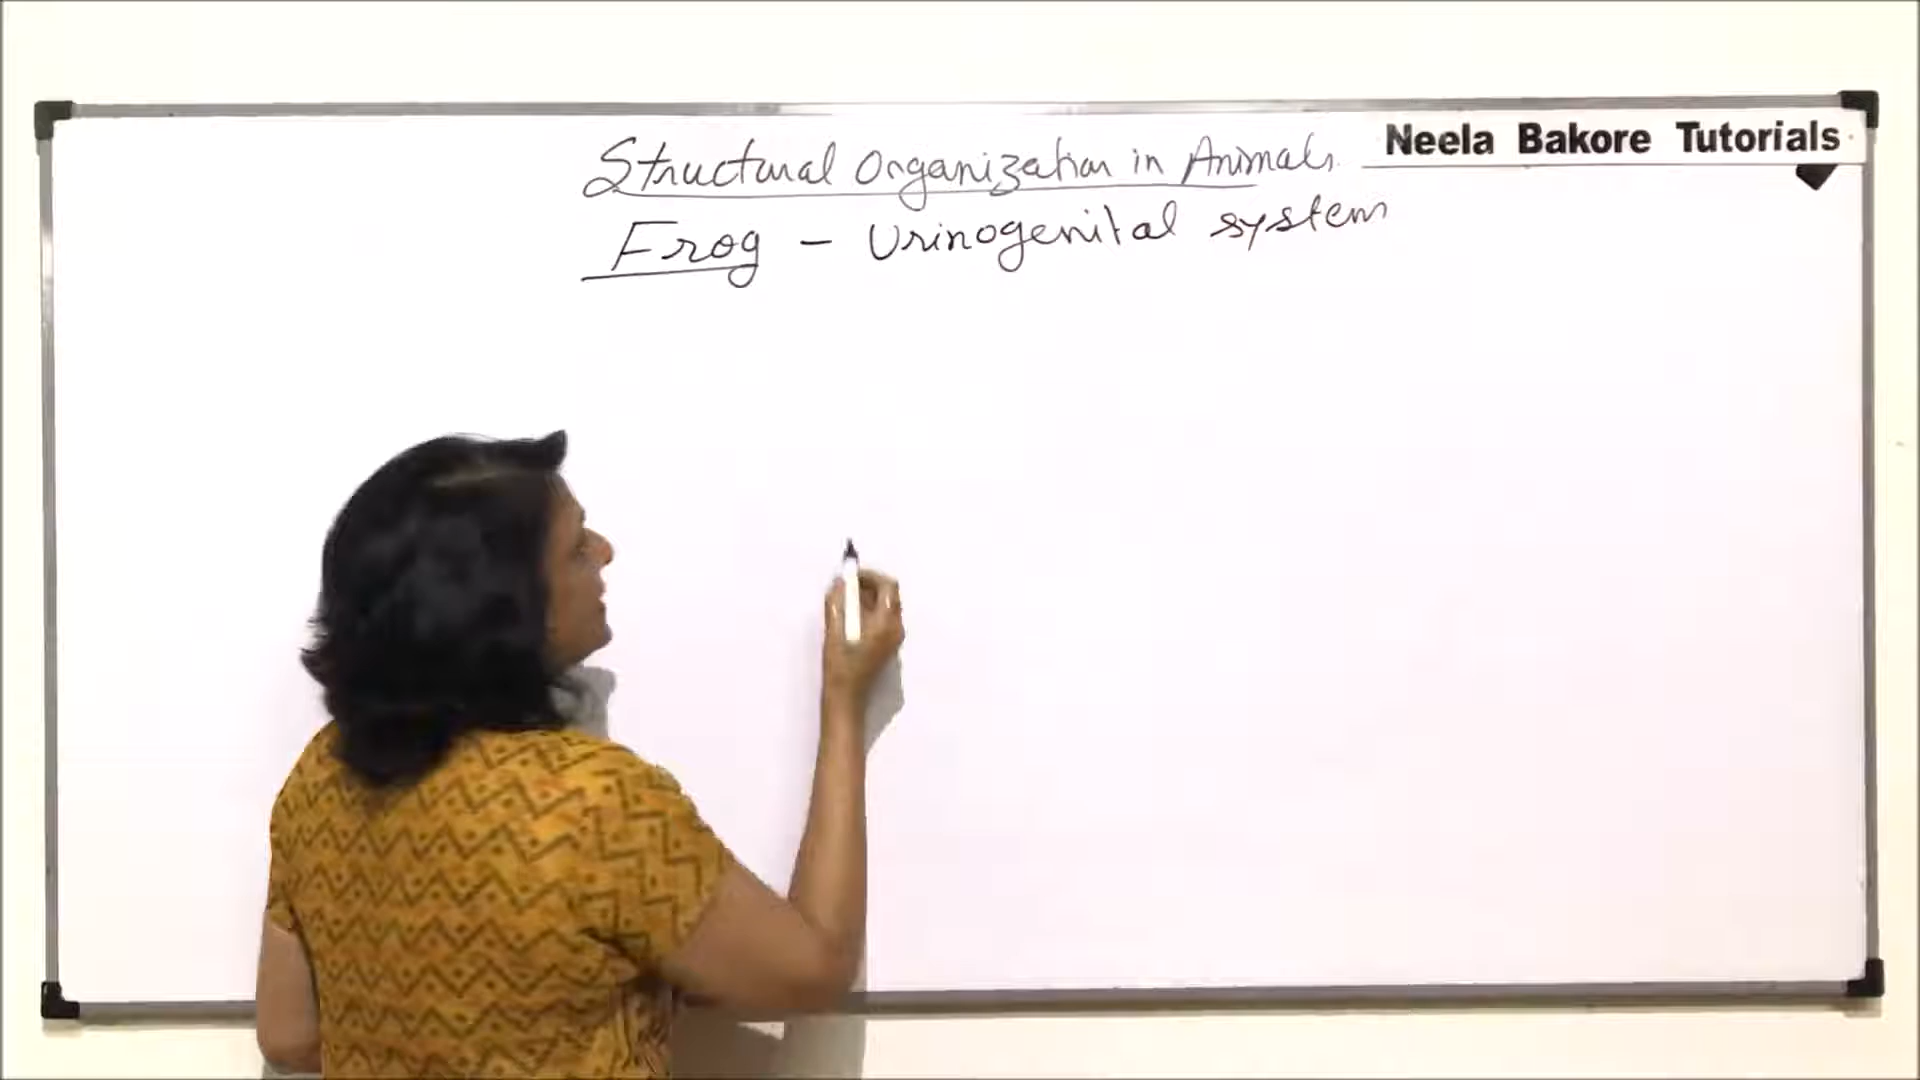 Structural Organization in Animals.
Neela Bakore Tutorials
Frog - Urinogenital system